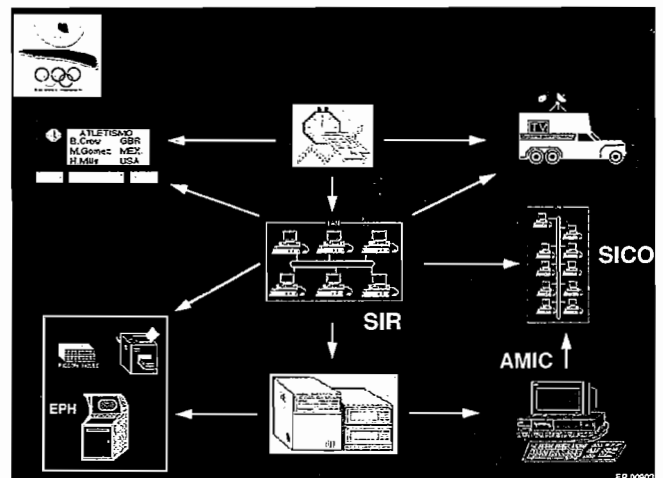 ATLETISMO
B.Crow GBR
M.Gomez MEX.
H.Mils USA
TV
SICO
SIR
AMIC
EPH